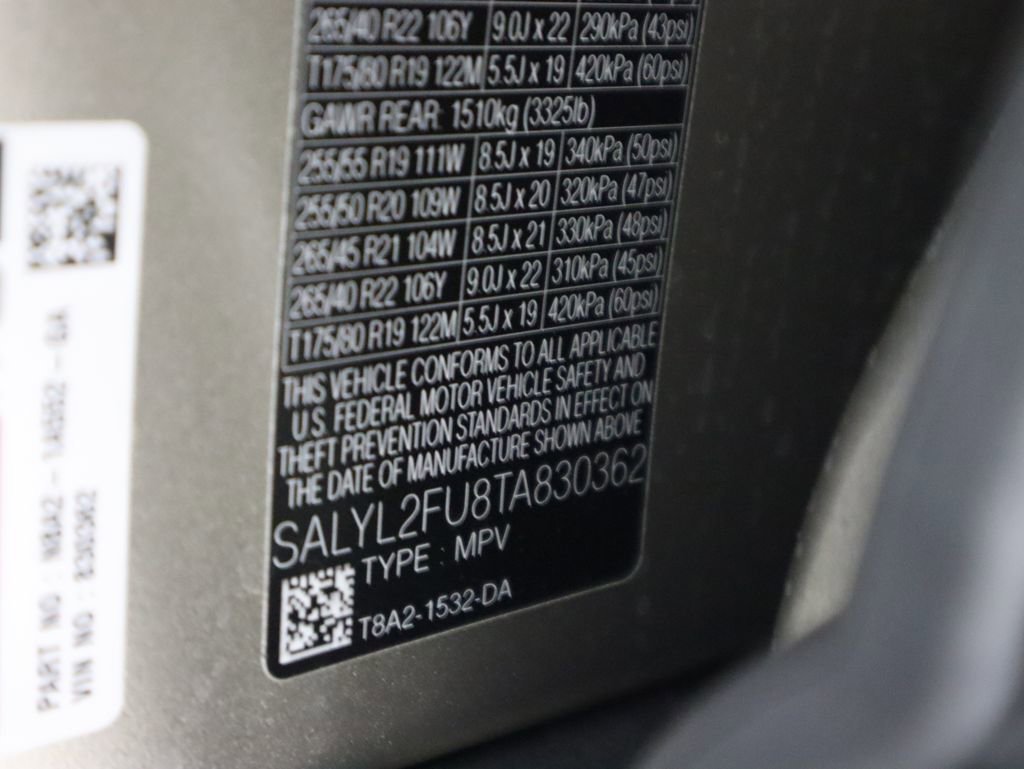 265/40 R22 106Y 9.0J x 22 290kPa (43psi)
T175/80 R19 122M 5.5J x 19 420kPa (60psi)
GAWR REAR: 1510kg (3325lb)
255/55 R19 111W 8.5J x 19 340kPa (50psi)
255/50 R20 109W 8.5J x 20 320kPa (47psi)
265/45 R21 104W 8.5J x 21 330kPa (48psi)
265/40 R22 106Y 9.0J x 22 310kPa (45psi)
T175/80 R19 122M 5.5J x 19 420kPa (60psi)
THIS VEHICLE CONFORMS TO ALL APPLICABLE
U.S. FEDERAL MOTOR VEHICLE SAFETY AND
THEFT PREVENTION STANDARDS IN EFFECT ON
THE DATE OF MANUFACTURE SHOWN ABOVE
SALYL2FU8TA830362
TYPE : MPV
T8A2-1532-DA
PART NO :
VIN NO : 830362